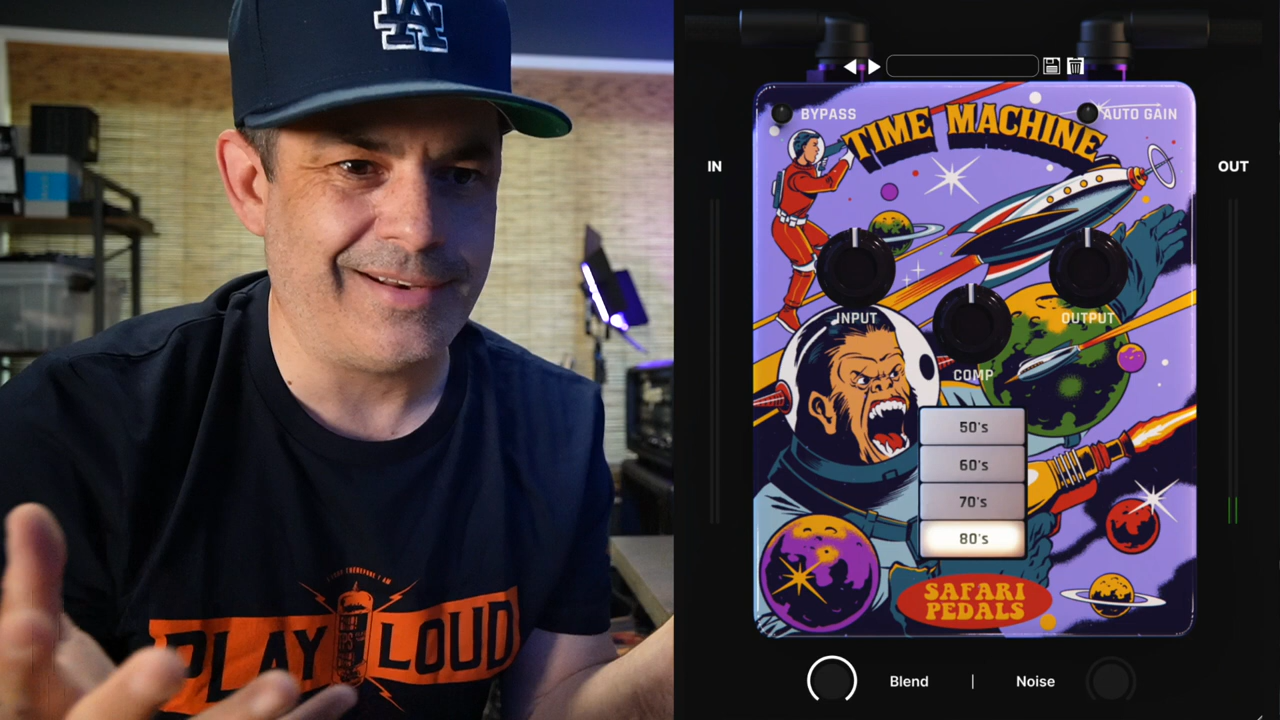 LA
PLAY LOUD
BYPASS
AUTO GAIN
TIME MACHINE
IN
OUT
INPUT
OUTPUT
COMP
50's
60's
70's
80's
SAFARI
PEDALS
Blend | Noise